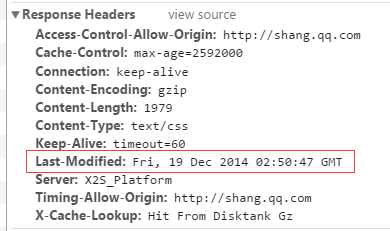 Response Headers view source
Access-Control-Allow-Origin: http://shang.qq.com
Cache-Control: max-age=2592000
Connection: keep-alive
Content-Encoding: gzip
Content-Length: 1979
Content-Type: text/css
Keep-Alive: timeout=60
Last-Modified: Fri, 19 Dec 2014 02:50:47 GMT
Server: X2S_Platform
Timing-Allow-Origin: http://shang.qq.com
X-Cache-Lookup: Hit From Disktank Gz